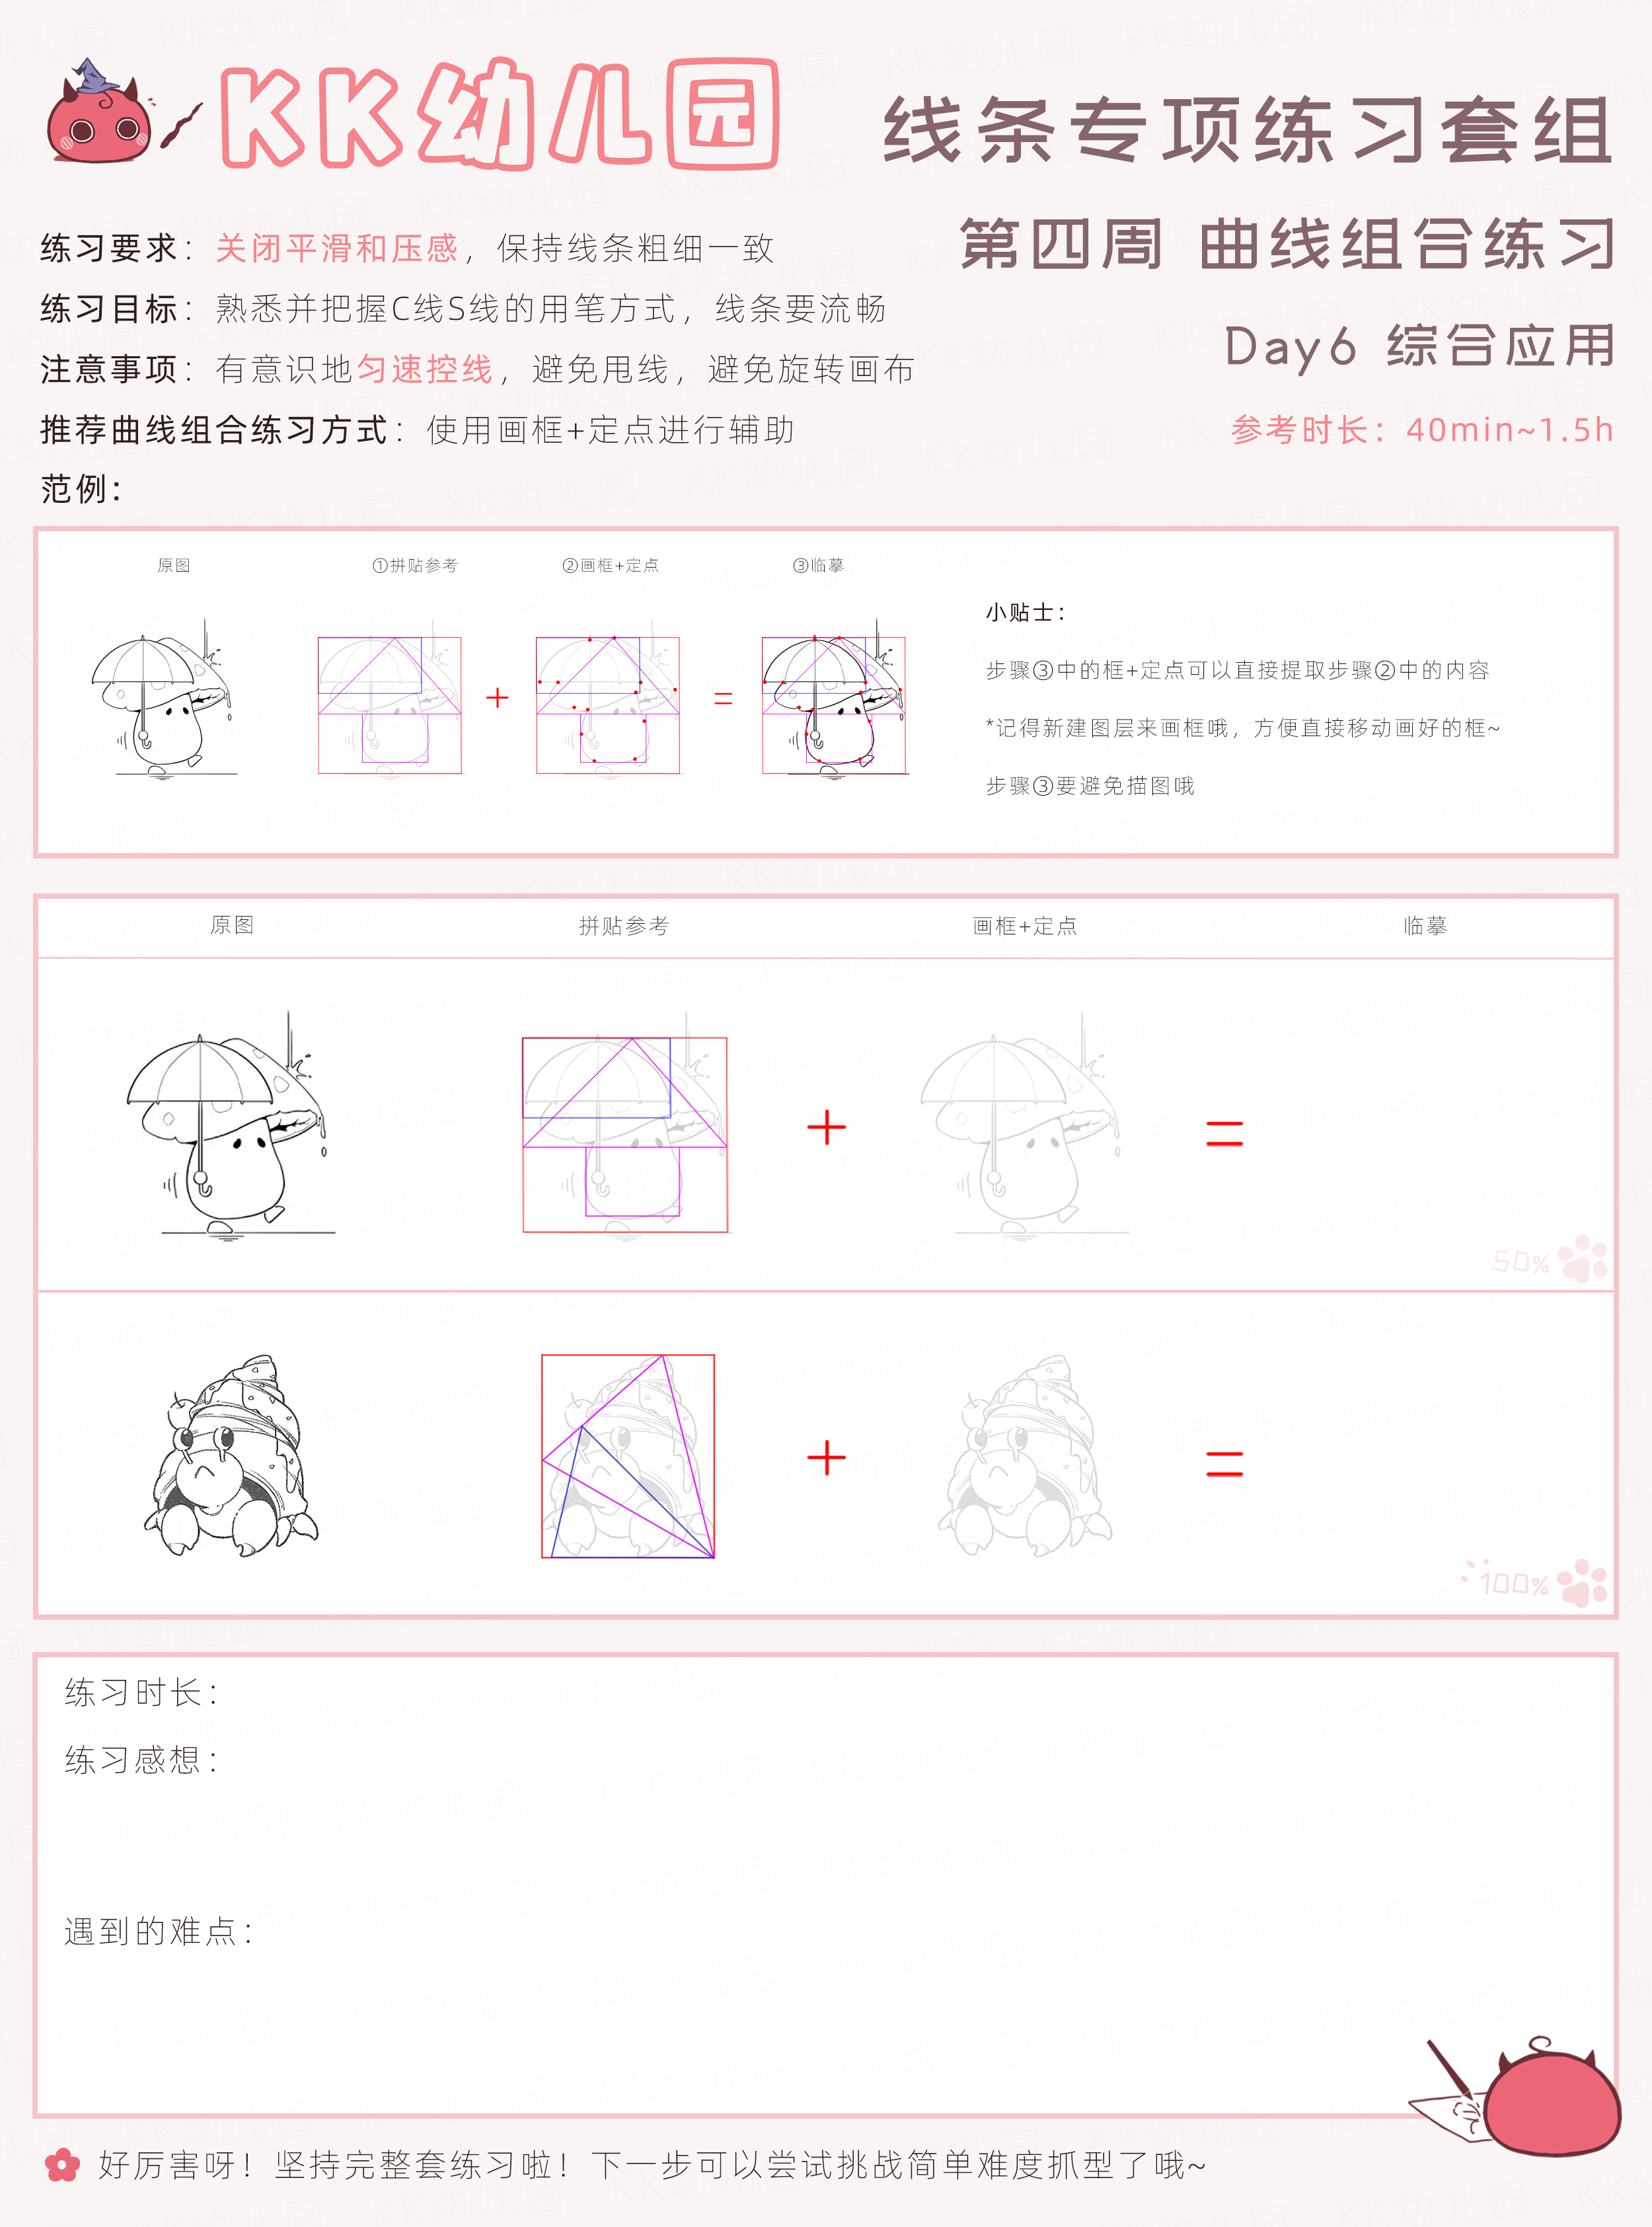 KK幼儿园
线条专项练习套组
第四周 曲线组合练习
Day6 综合应用
参考时长：40min~1.5h
练习要求：关闭平滑和压感，保持线条粗细一致
练习目标：熟悉并把握C线S线的用笔方式，线条要流畅
注意事项：有意识地匀速控线，避免甩线，避免旋转画布
推荐曲线组合练习方式：使用画框+定点进行辅助
范例：
原图 ①拼贴参考 ②画框+定点 ③临摹
+ =
小贴士：
步骤③中的框+定点可以直接提取步骤②中的内容
*记得新建图层来画框哦，方便直接移动画好的框~
步骤③要避免描图哦
原图 拼贴参考 画框+定点 临摹
+ =
50%
+ =
100%
练习时长：
练习感想：
遇到的难点：
好厉害呀！坚持完整套练习啦！下一步可以尝试挑战简单难度抓型了哦~